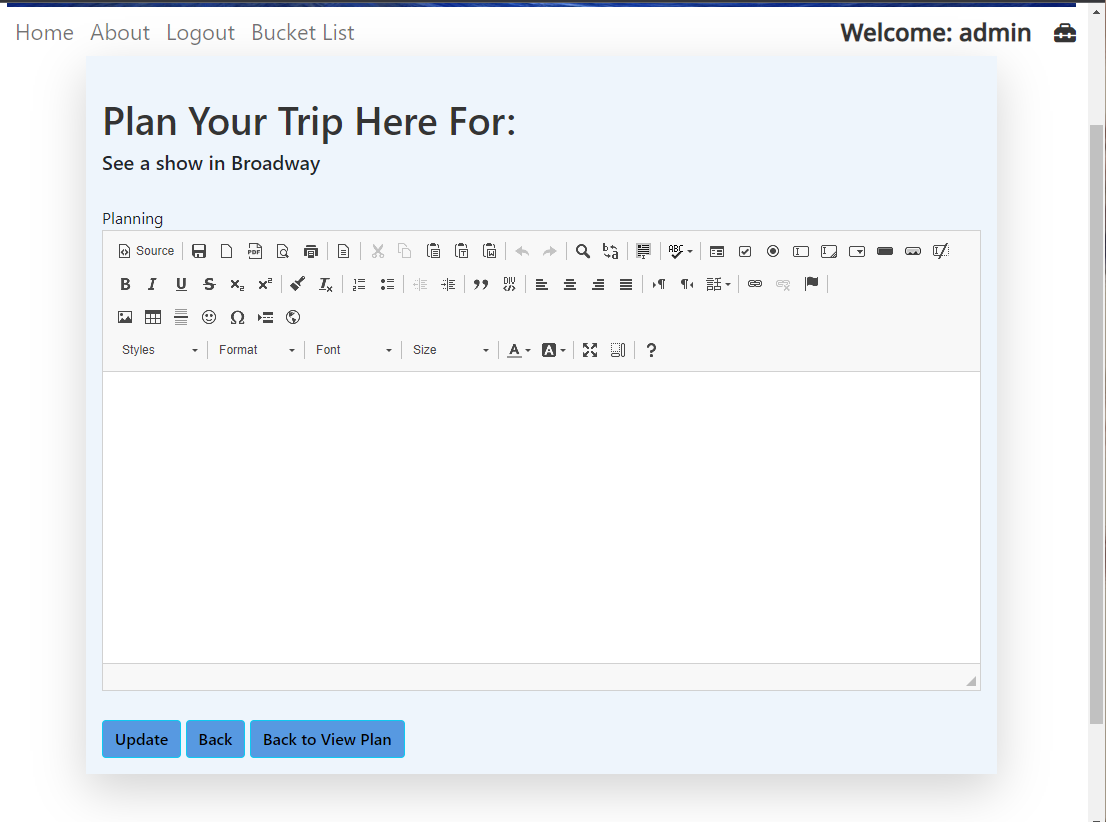 Home About Logout Bucket List Welcome: admin
Plan Your Trip Here For:
See a show in Broadway
Planning
Source
Styles Format Font Size
Update Back Back to View Plan